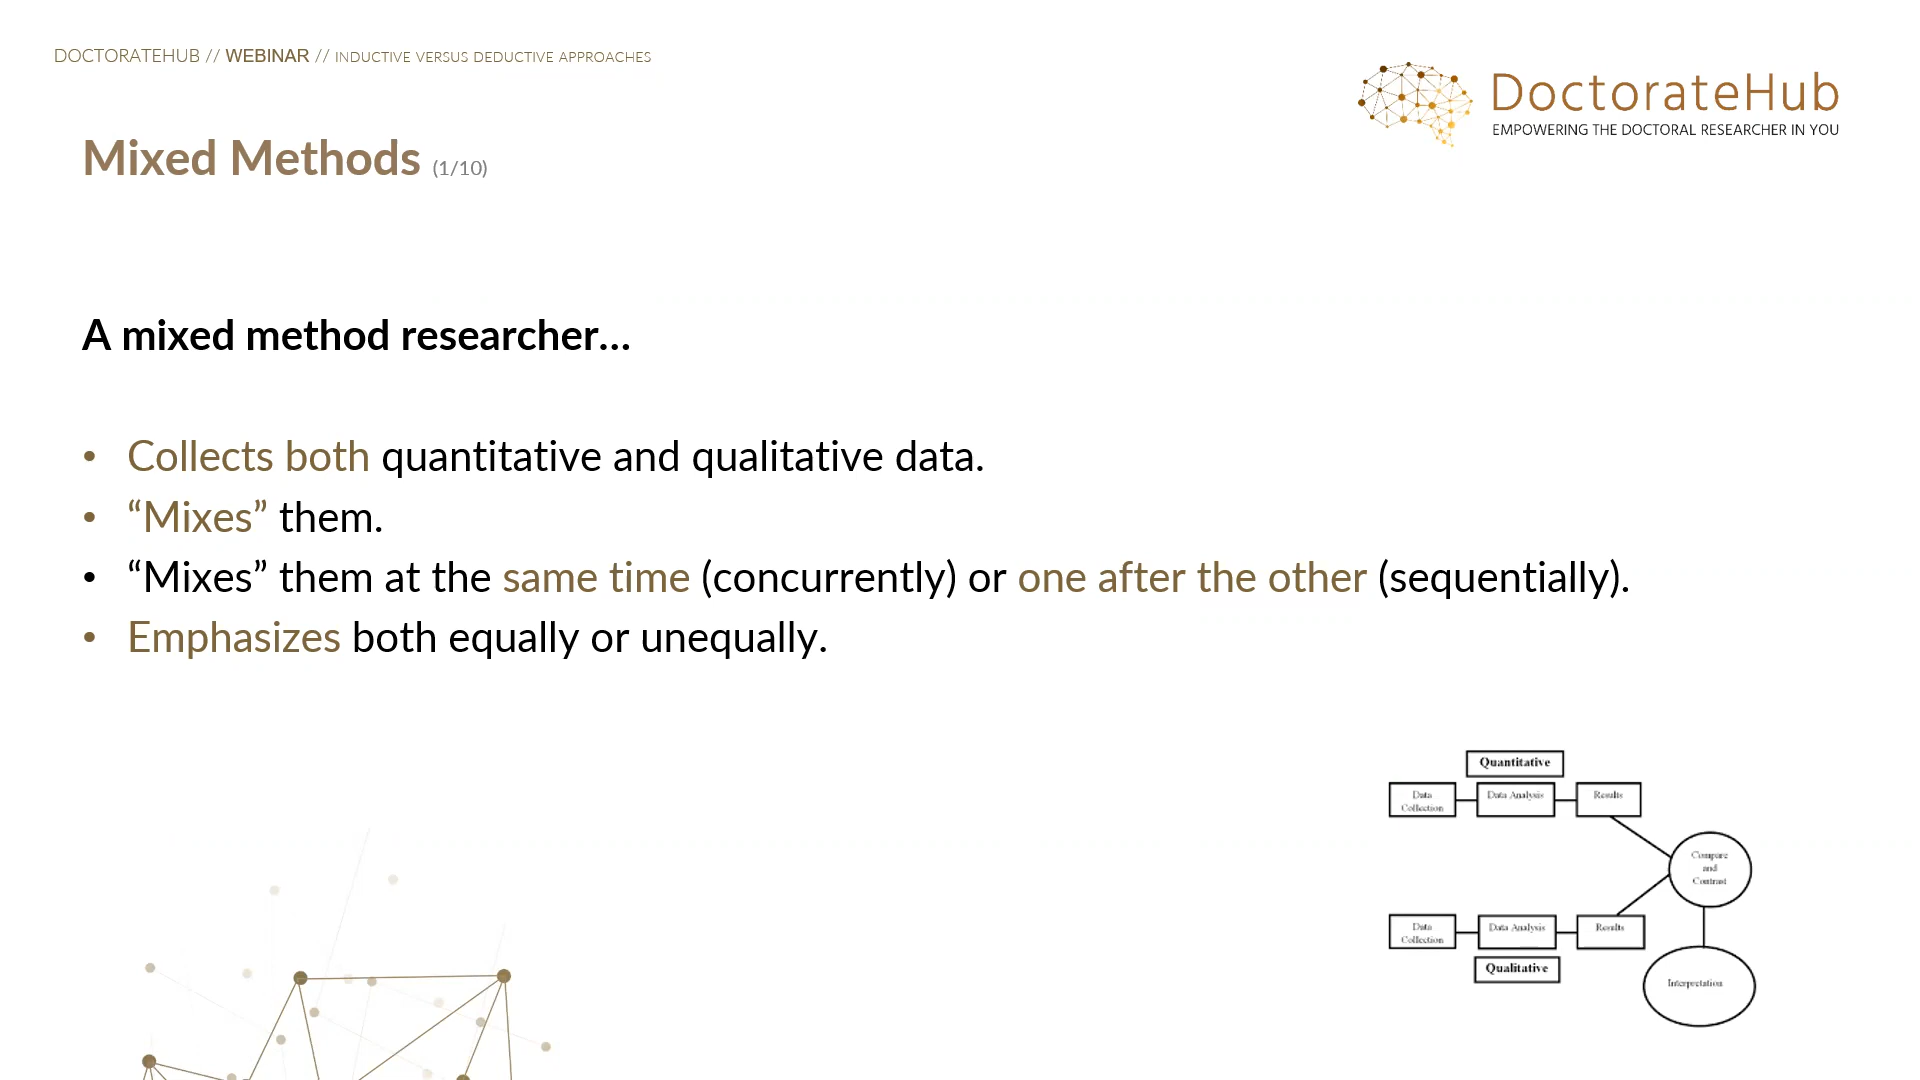 DOCTORATEHUB // WEBINAR // INDUCTIVE VERSUS DEDUCTIVE APPROACHES
DoctorateHub
EMPOWERING THE DOCTORAL RESEARCHER IN YOU
Mixed Methods (1/10)
A mixed method researcher...
• Collects both quantitative and qualitative data.
• “Mixes” them.
• “Mixes” them at the same time (concurrently) or one after the other (sequentially).
• Emphasizes both equally or unequally.
Quantitative
Data
Collection
Data Analysis
Results
Compare
and
Contrast
Data
Collection
Data Analysis
Results
Qualitative
Interpretation